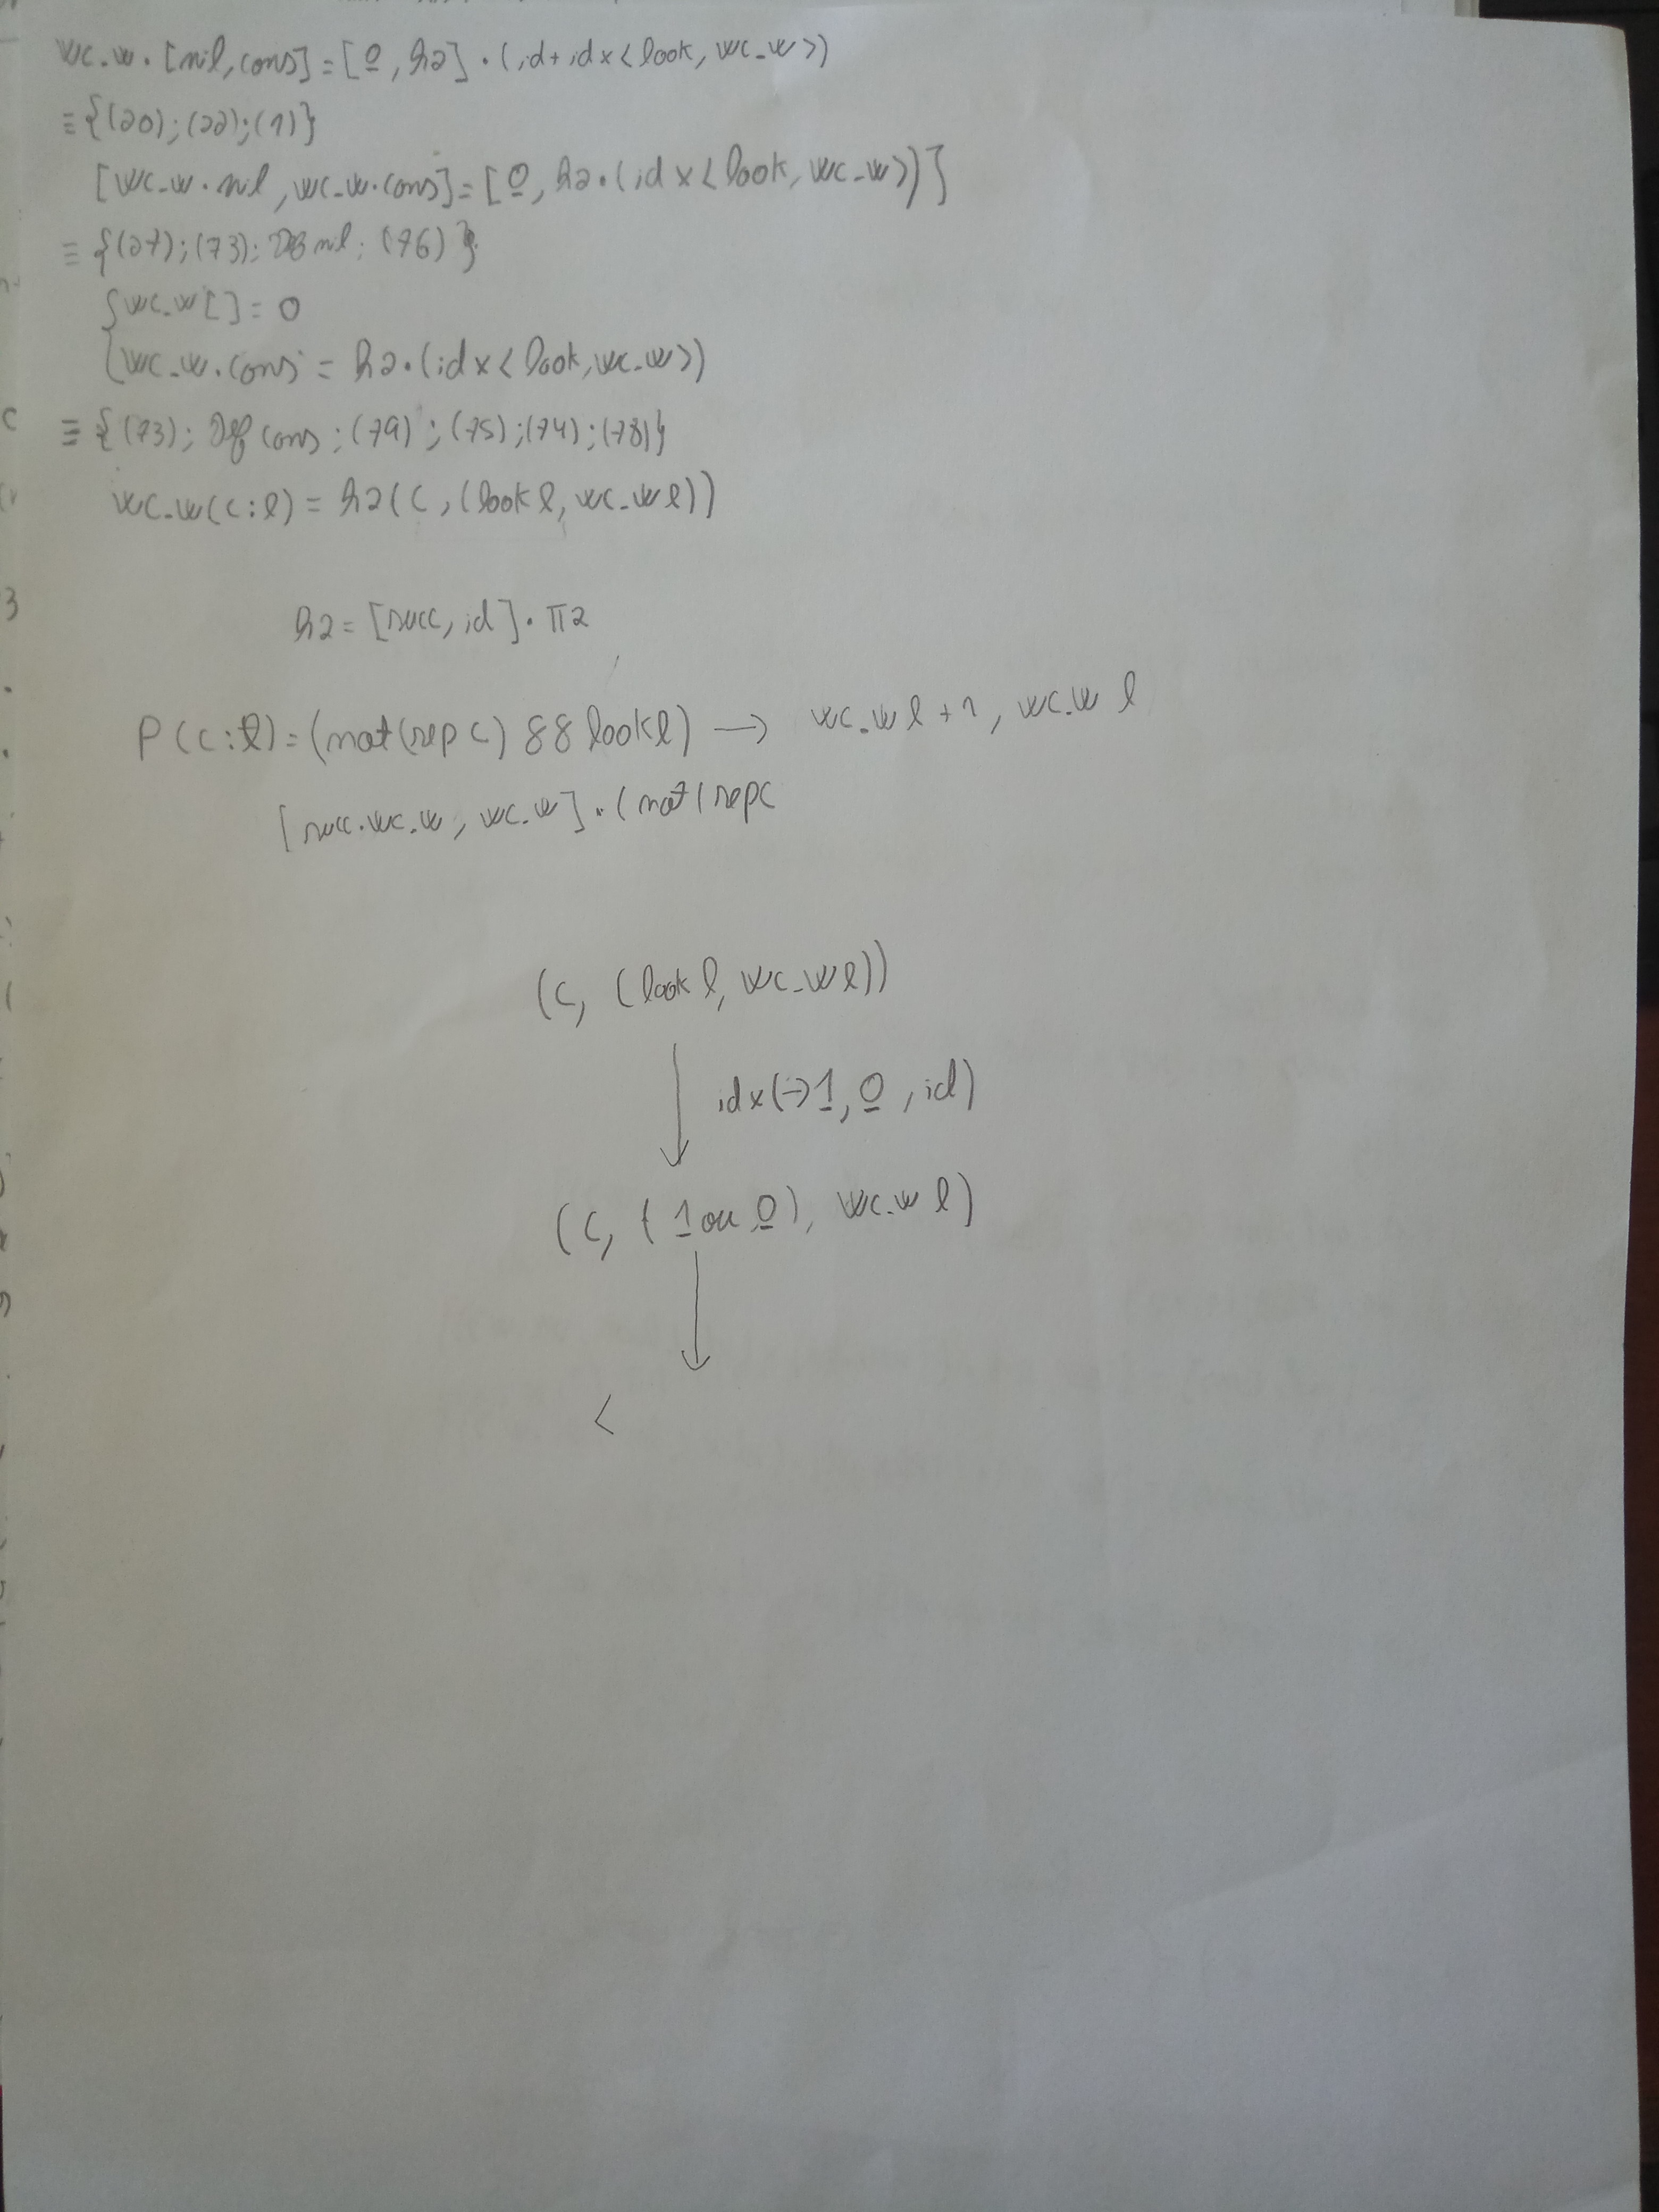 wc_w · [nil, cons] = [0, h2] · (id + id x < look, wc_w >)
≡ {(20); (22); (1)}
[wc_w · nil, wc_w · cons] = [0, h2 · (id x < look, wc_w >)]
≡ {(27); (73); Def nil; (76)}
{ wc_w [] = 0
wc_w · cons = h2 · (id x < look, wc_w >)
≡ {(73); Def cons; (79); (75); (74); (78)}
wc_w (c:l) = h2 (c, (look l, wc_w l))
h2 = [succ, id] · π2
P (c:l) = (not (sep c) && look l) → wc_w l + 1, wc_w l
[succ · wc_w, wc_w] · (not (sep c
(c, (look l, wc_w l))
id x (→ 1, 0, id)
(c, (1 ou 0), wc_w l)
<